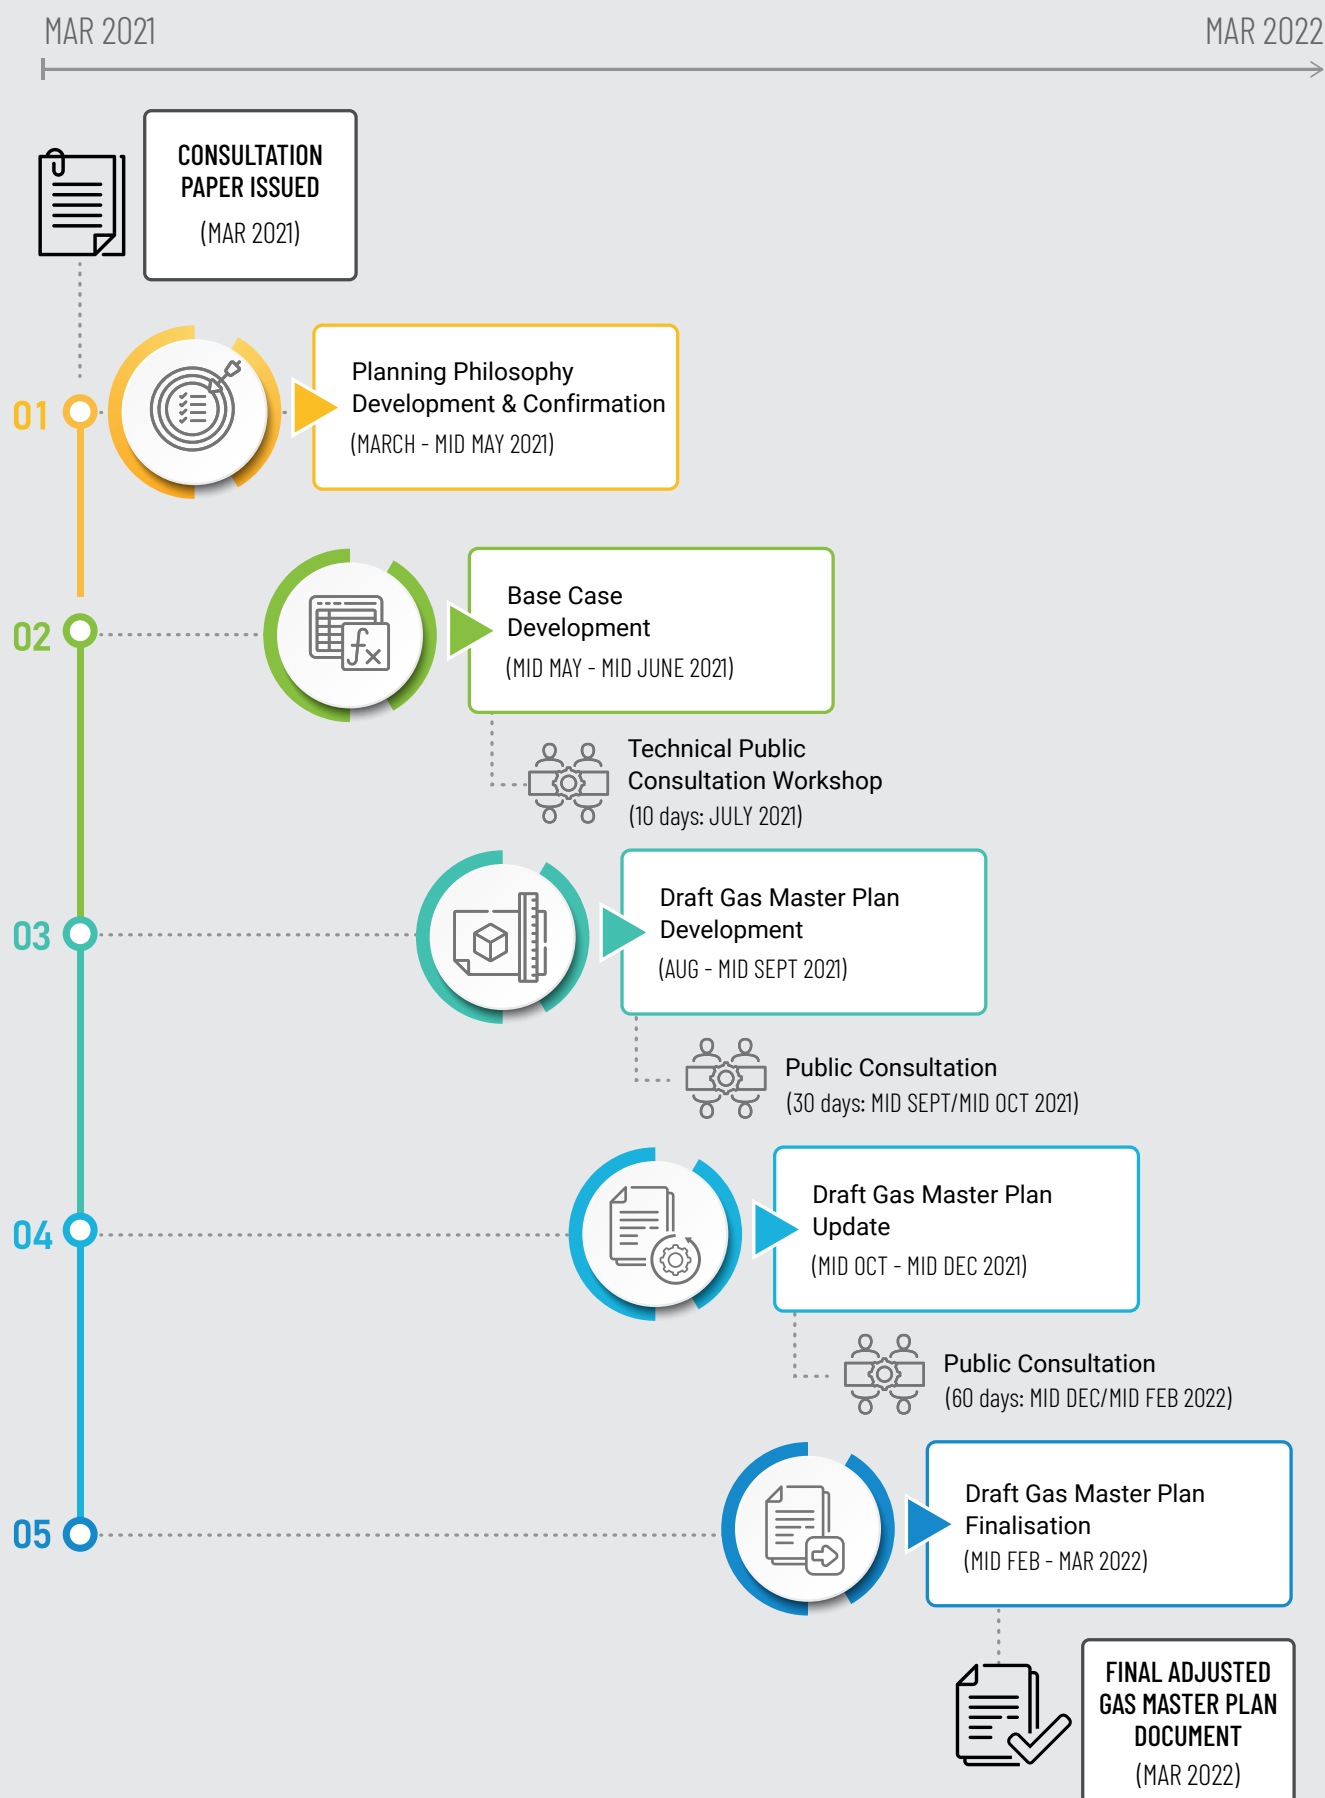 MAR 2021
MAR 2022
CONSULTATION
PAPER ISSUED
(MAR 2021)
01
Planning Philosophy
Development & Confirmation
(MARCH - MID MAY 2021)
02
Base Case
Development
(MID MAY - MID JUNE 2021)
fx
Technical Public
Consultation Workshop
(10 days: JULY 2021)
03
Draft Gas Master Plan
Development
(AUG - MID SEPT 2021)
Public Consultation
(30 days: MID SEPT/MID OCT 2021)
04
Draft Gas Master Plan
Update
(MID OCT - MID DEC 2021)
Public Consultation
(60 days: MID DEC/MID FEB 2022)
05
Draft Gas Master Plan
Finalisation
(MID FEB - MAR 2022)
FINAL ADJUSTED
GAS MASTER PLAN
DOCUMENT
(MAR 2022)